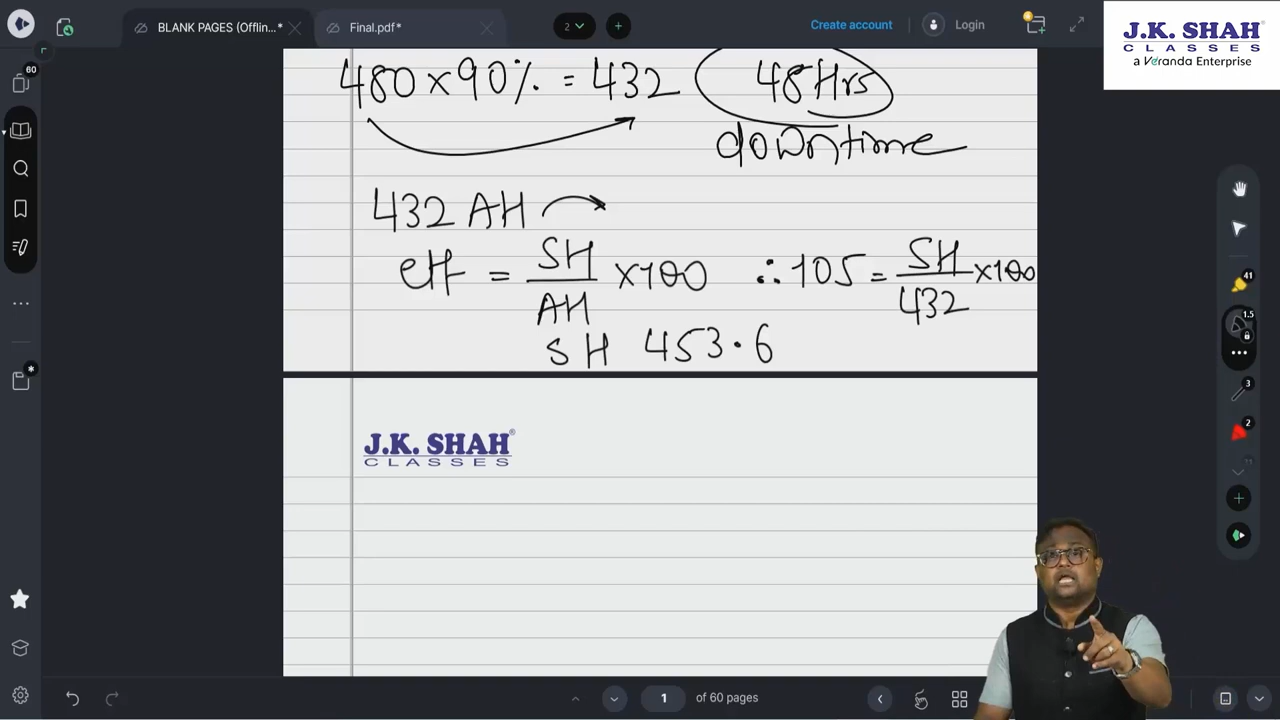 BLANK PAGES (Offlin...*
Final.pdf*
2
Create account
Login
8
J.K. SHAH®
CLASSES
a Veranda Enterprise
60
480 × 90% = 432 48 Hrs
downtime
432 AH
eff = SH/AH × 100 ∴ 105 = SH/432 × 100
SH 453.6
J.K. SHAH®
CLASSES
41
1.5
3
2
1 of 60 pages